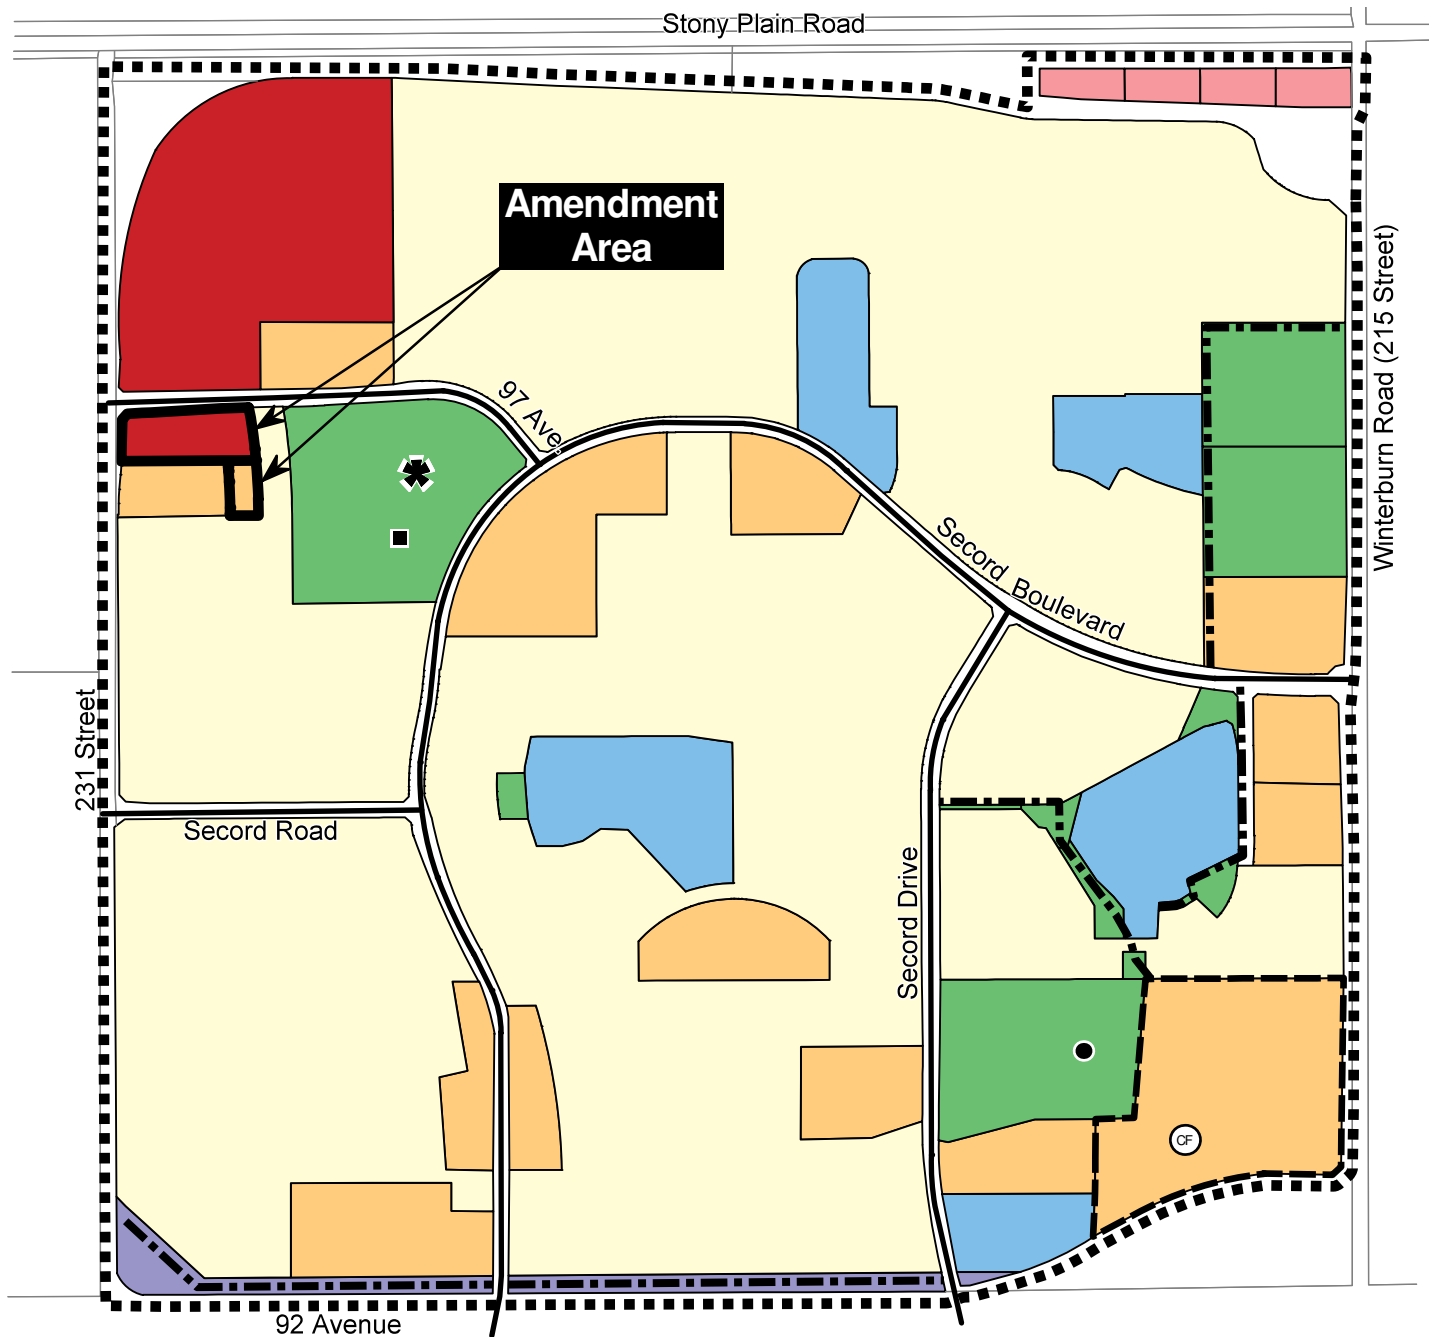 Stony Plain Road
Amendment
Area
Winterburn Road (215 Street)
97 Ave.
Secord Boulevard
231 Street
Secord Road
Secord Drive
CF
92 Avenue